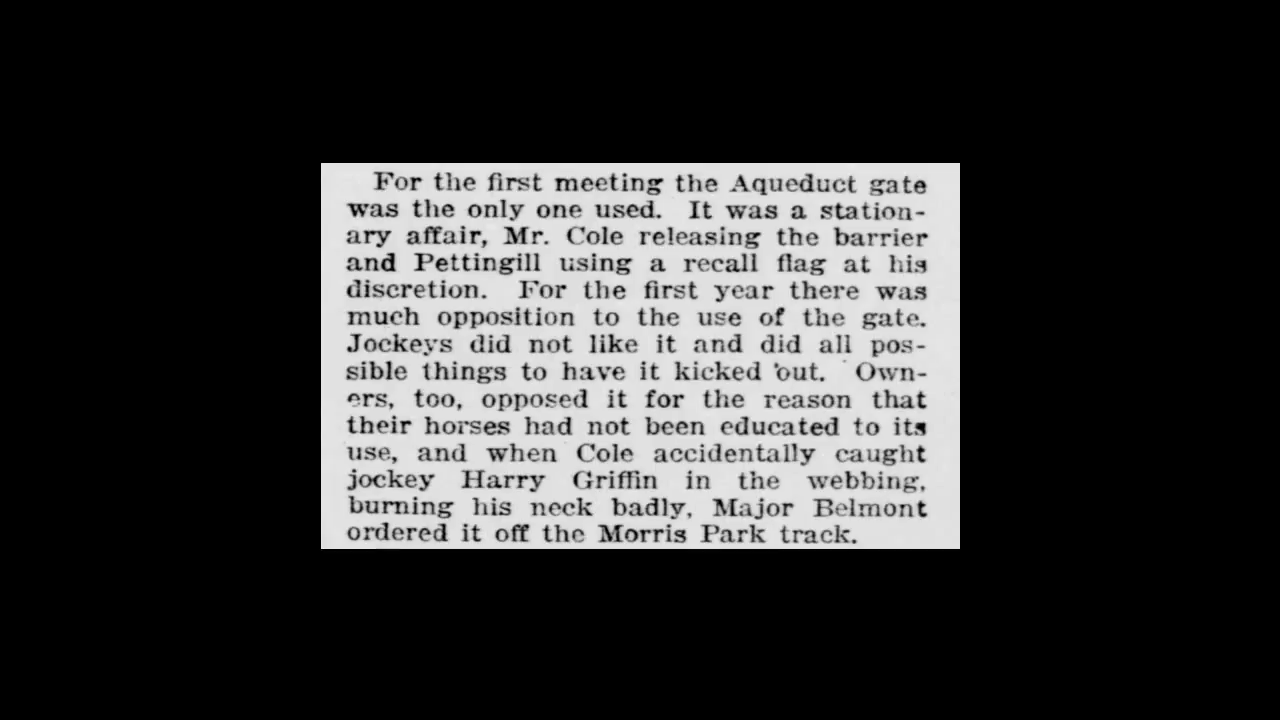 For the first meeting the Aqueduct gate
was the only one used. It was a station-
ary affair, Mr. Cole releasing the barrier
and Pettingill using a recall flag at his
discretion. For the first year there was
much opposition to the use of the gate.
Jockeys did not like it and did all pos-
sible things to have it kicked out. Own-
ers, too, opposed it for the reason that
their horses had not been educated to its
use, and when Cole accidentally caught
jockey Harry Griffin in the webbing,
burning his neck badly, Major Belmont
ordered it off the Morris Park track.